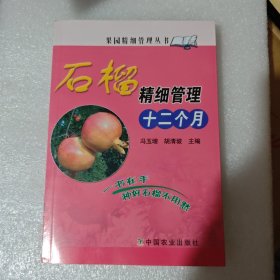 果园精细管理丛书
石榴
精细管理
十二个月
冯玉增 胡清坡 主编
一书在手
种好石榴不用愁
中国农业出版社